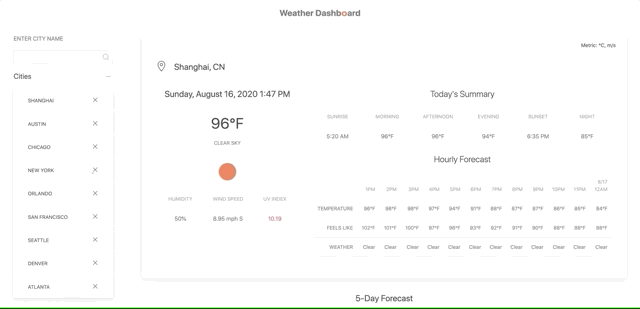 Weather Dashboard
ENTER CITY NAME
Cities
SHANGHAI
AUSTIN
CHICAGO
NEW YORK
ORLANDO
SAN FRANCISCO
SEATTLE
DENVER
ATLANTA
Metric: °C, m/s
Shanghai, CN
Sunday, August 16, 2020 1:47 PM
96°F
CLEAR SKY
HUMIDITY WIND SPEED UV INDEX
50% 8.95 mph S 10.19
Today's Summary
SUNRISE MORNING AFTERNOON EVENING SUNSET NIGHT
5:20 AM 96°F 96°F 94°F 6:35 PM 85°F
Hourly Forecast
8/17
1PM 2PM 3PM 4PM 5PM 6PM 7PM 8PM 9PM 10PM 11PM 12AM
TEMPERATURE 96°F 98°F 98°F 97°F 94°F 91°F 88°F 87°F 87°F 86°F 85°F 84°F
FEELS LIKE 102°F 101°F 100°F 97°F 96°F 93°F 92°F 91°F 90°F 88°F 88°F 88°F
WEATHER Clear Clear Clear Clear Clear Clear Clear Clear Clear Clear Clear Clear
5-Day Forecast